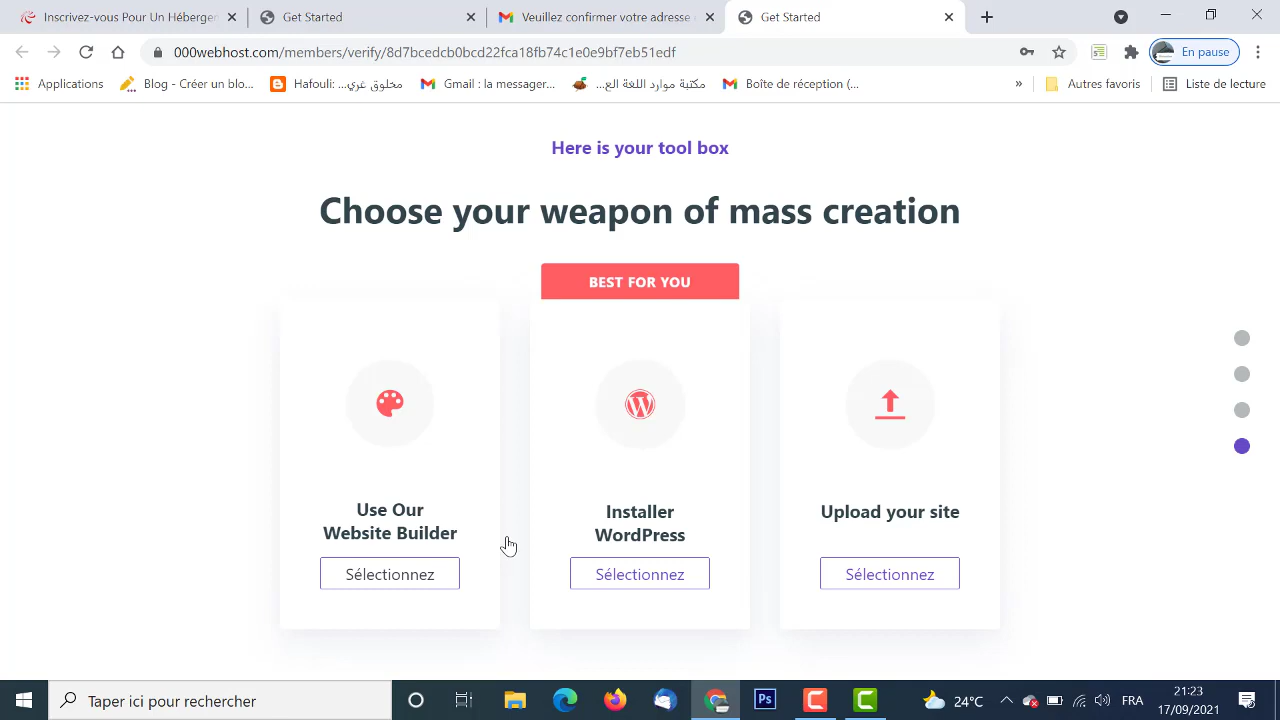 Inscrivez-vous Pour Un Héberge
Get Started
Veuillez confirmer votre adresse
Get Started
000webhost.com/members/verify/8d7bcedcb0bcd22fca18fb74c1e0e9bf7eb51edf
En pause
Applications
Blog - Créer un blo...
Hafouli: ...مخلوق غري
Gmail : la messager...
مكتبة موارد اللغة الع...
Boîte de réception (...
»
Autres favoris
Liste de lecture
Here is your tool box
Choose your weapon of mass creation
BEST FOR YOU
Use Our
Website Builder
Sélectionnez
Installer
WordPress
Sélectionnez
Upload your site
Sélectionnez
Taper ici pour rechercher
Ps
24°C
FRA
21:23
17/09/2021